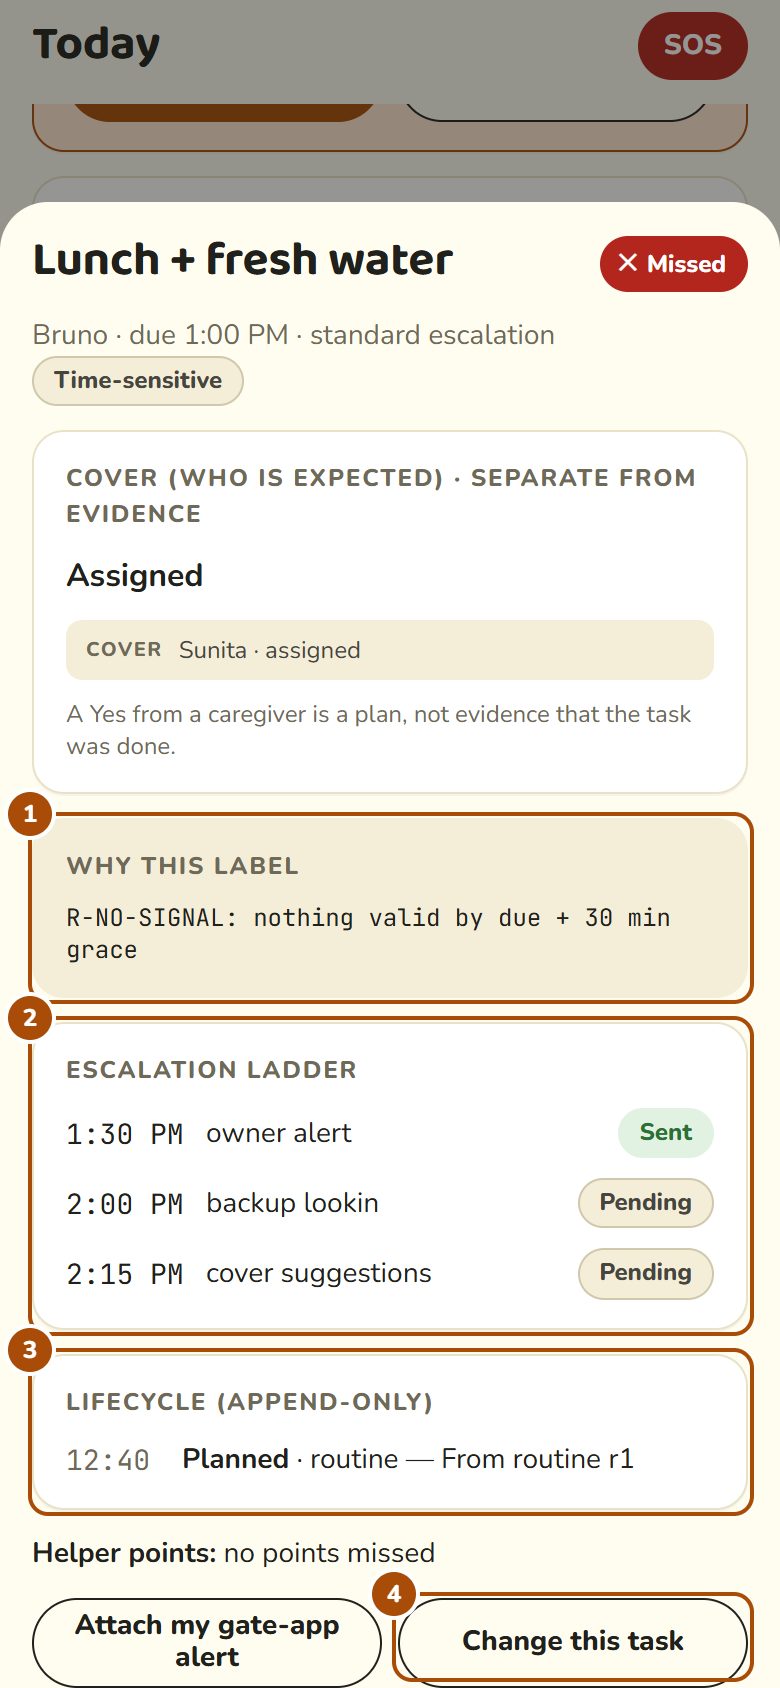 Today
SOS
Lunch + fresh water
✕ Missed
Bruno · due 1:00 PM · standard escalation
Time-sensitive
COVER (WHO IS EXPECTED) · SEPARATE FROM
EVIDENCE
Assigned
COVER Sunita · assigned
A Yes from a caregiver is a plan, not evidence that the task
was done.
1
WHY THIS LABEL
R-NO-SIGNAL: nothing valid by due + 30 min
grace
2
ESCALATION LADDER
1:30 PM owner alert Sent
2:00 PM backup lookin Pending
2:15 PM cover suggestions Pending
3
LIFECYCLE (APPEND-ONLY)
12:40 Planned · routine — From routine r1
Helper points: no points missed
Attach my gate-app
alert
4
Change this task